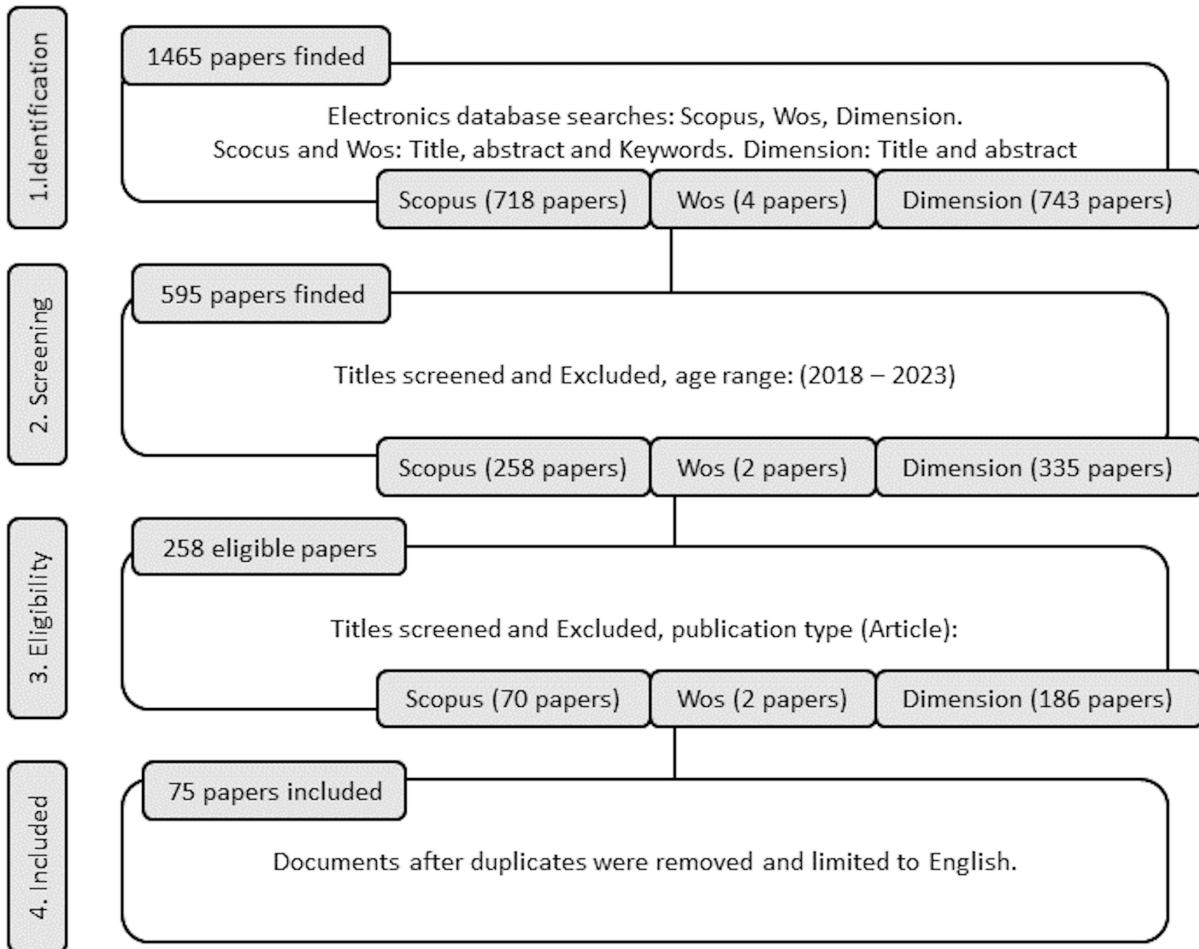 1.Identification
1465 papers finded
Electronics database searches: Scopus, Wos, Dimension.
Scocus and Wos: Title, abstract and Keywords. Dimension: Title and abstract
Scopus (718 papers)
Wos (4 papers)
Dimension (743 papers)
2. Screening
595 papers finded
Titles screened and Excluded, age range: (2018 – 2023)
Scopus (258 papers)
Wos (2 papers)
Dimension (335 papers)
3. Eligibility
258 eligible papers
Titles screened and Excluded, publication type (Article):
Scopus (70 papers)
Wos (2 papers)
Dimension (186 papers)
4. Included
75 papers included
Documents after duplicates were removed and limited to English.